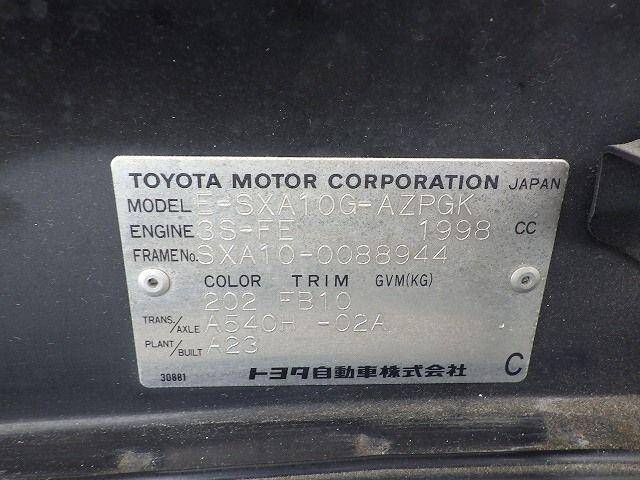 TOYOTA MOTOR CORPORATION JAPAN
MODEL E-SXA10G-AZPGK
ENGINE 3S-FE 1998 CC
FRAME No. SXA10-0088944
COLOR TRIM GVM(KG)
202 FB10
TRANS./AXLE A540H -02A
PLANT/BUILT A23
30881 トヨタ自動車株式会社 C